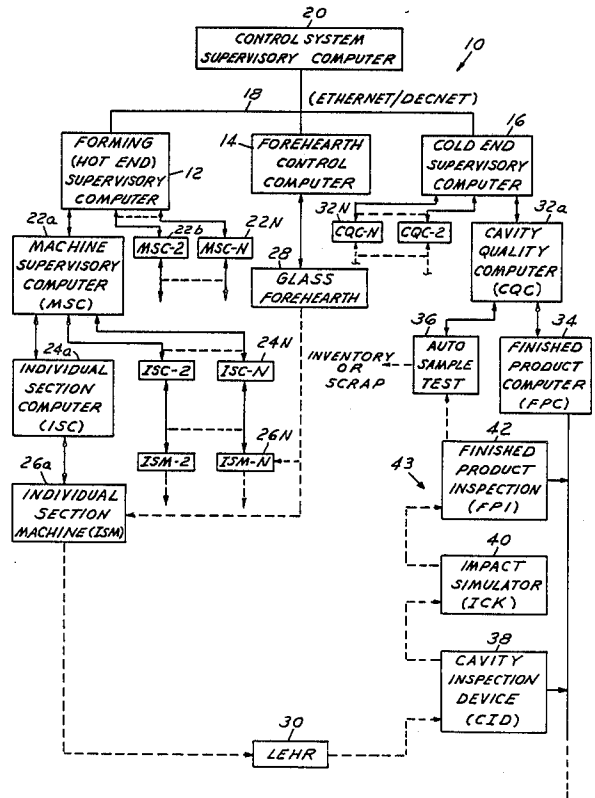 20
CONTROL SYSTEM
SUPERVISORY COMPUTER
10
18
(ETHERNET/DECNET)
FORMING
(HOT END)
SUPERVISORY
COMPUTER
12
14
FOREHEARTH
CONTROL
COMPUTER
16
COLD END
SUPERVISORY
COMPUTER
22a
MACHINE
SUPERVISORY
COMPUTER
(MSC)
22b
MSC-2
22N
MSC-N
28
GLASS
FOREHEARTH
32N
CQC-N
CQC-2
32a
CAVITY
QUALITY
COMPUTER
(CQC)
24a
INDIVIDUAL
SECTION
COMPUTER
(ISC)
ISC-2
24N
ISC-N
INVENTORY
OR
SCRAP
36
AUTO
SAMPLE
TEST
34
FINISHED
PRODUCT
COMPUTER
(FPC)
26a
INDIVIDUAL
SECTION
MACHINE(ISM)
ISM-2
26N
ISM-N
43
42
FINISHED
PRODUCT
INSPECTION
(FPI)
40
IMPACT
SIMULATOR
(ICK)
38
CAVITY
INSPECTION
DEVICE
(CID)
30
LEHR